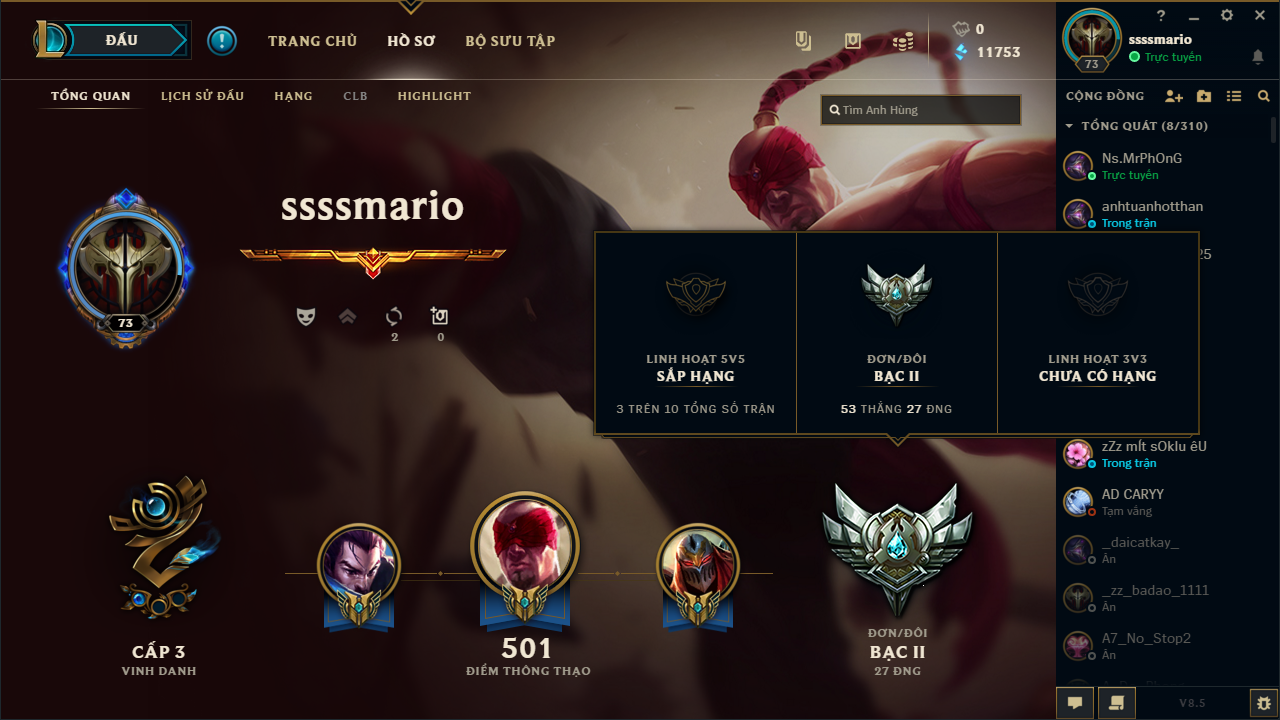 ĐẤU
TRANG CHỦ
HỒ SƠ
BỘ SƯU TẬP
0
11753
73
ssssmario
Trực tuyến
TỔNG QUAN
LỊCH SỬ ĐẤU
HẠNG
CLB
HIGHLIGHT
Tìm Anh Hùng
CỘNG ĐỒNG
TỔNG QUÁT (8/310)
Ns.MrPhOnG
Trực tuyến
anhtuanhotthan
Trong trận
25
ssssmario
73
2
0
LINH HOẠT 5V5
SẮP HẠNG
3 TRÊN 10 TỔNG SỐ TRẬN
ĐƠN/ĐÔI
BẠC II
53 THẮNG 27 ĐNG
LINH HOẠT 3V3
CHƯA CÓ HẠNG
zZz mÍt sOkIu êU
Trong trận
AD CARYY
Tạm vắng
_daicatkay_
Ẩn
_zz_badao_1111
Ẩn
A7_No_Stop2
Ẩn
CẤP 3
VINH DANH
501
ĐIỂM THÔNG THẠO
ĐƠN/ĐÔI
BẠC II
27 ĐNG
V8.5